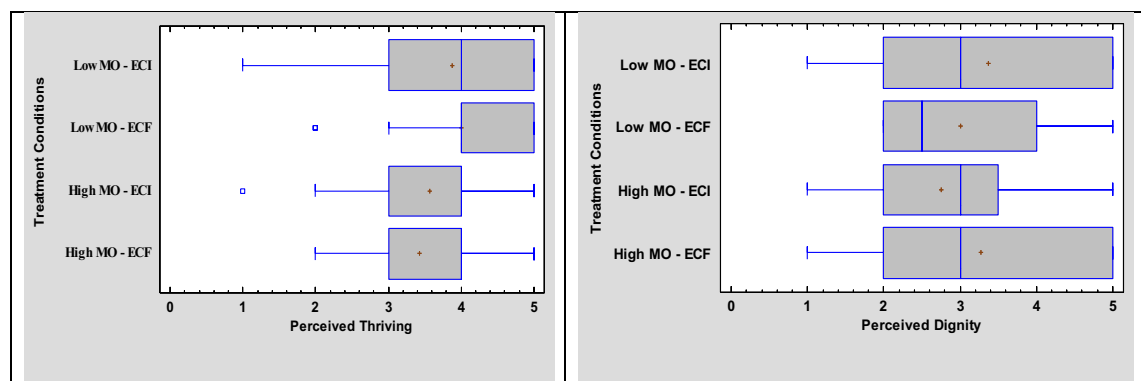 Treatment Conditions
Low MO - ECI
Low MO - ECF
High MO - ECI
High MO - ECF
0 1 2 3 4 5
Perceived Thriving
Treatment Conditions
Low MO - ECI
Low MO - ECF
High MO - ECI
High MO - ECF
0 1 2 3 4 5
Perceived Dignity